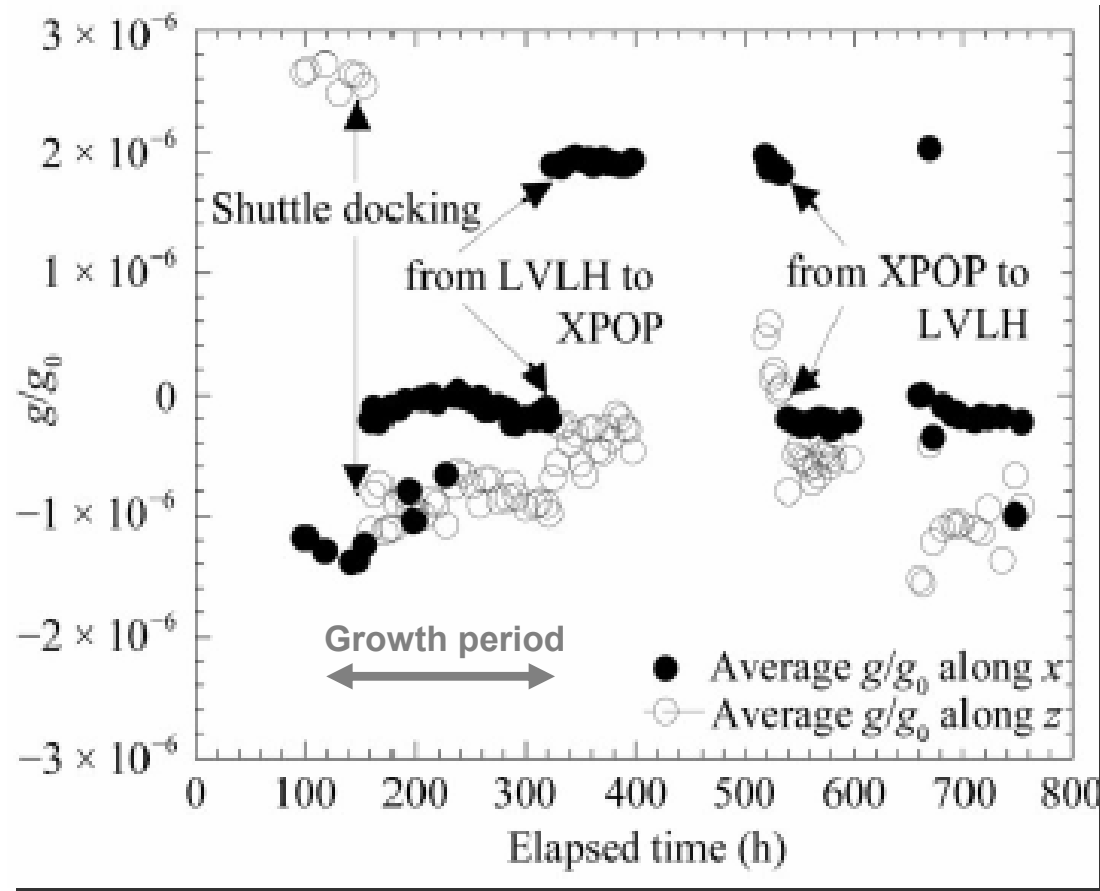 3 × 10⁻⁶
2 × 10⁻⁶
1 × 10⁻⁶
0
−1 × 10⁻⁶
−2 × 10⁻⁶
−3 × 10⁻⁶
g/g₀
Shuttle docking
from LVLH to
XPOP
from XPOP to
LVLH
Growth period
Average g/g₀ along x
Average g/g₀ along z
0 100 200 300 400 500 600 700 800
Elapsed time (h)